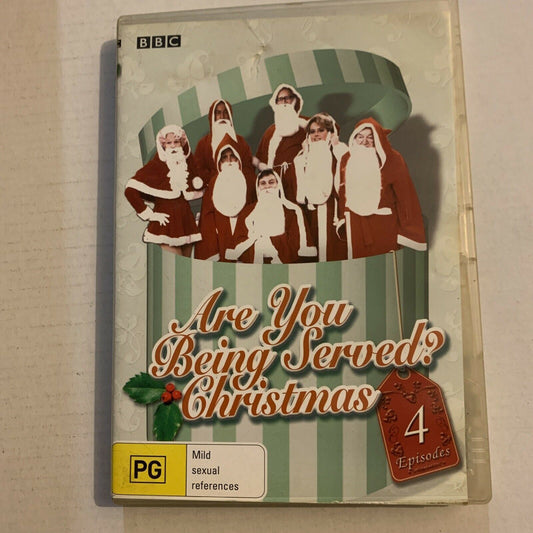 BBC
Are You
Being Served?
Christmas
4
Episodes
PG
Mild
sexual
references